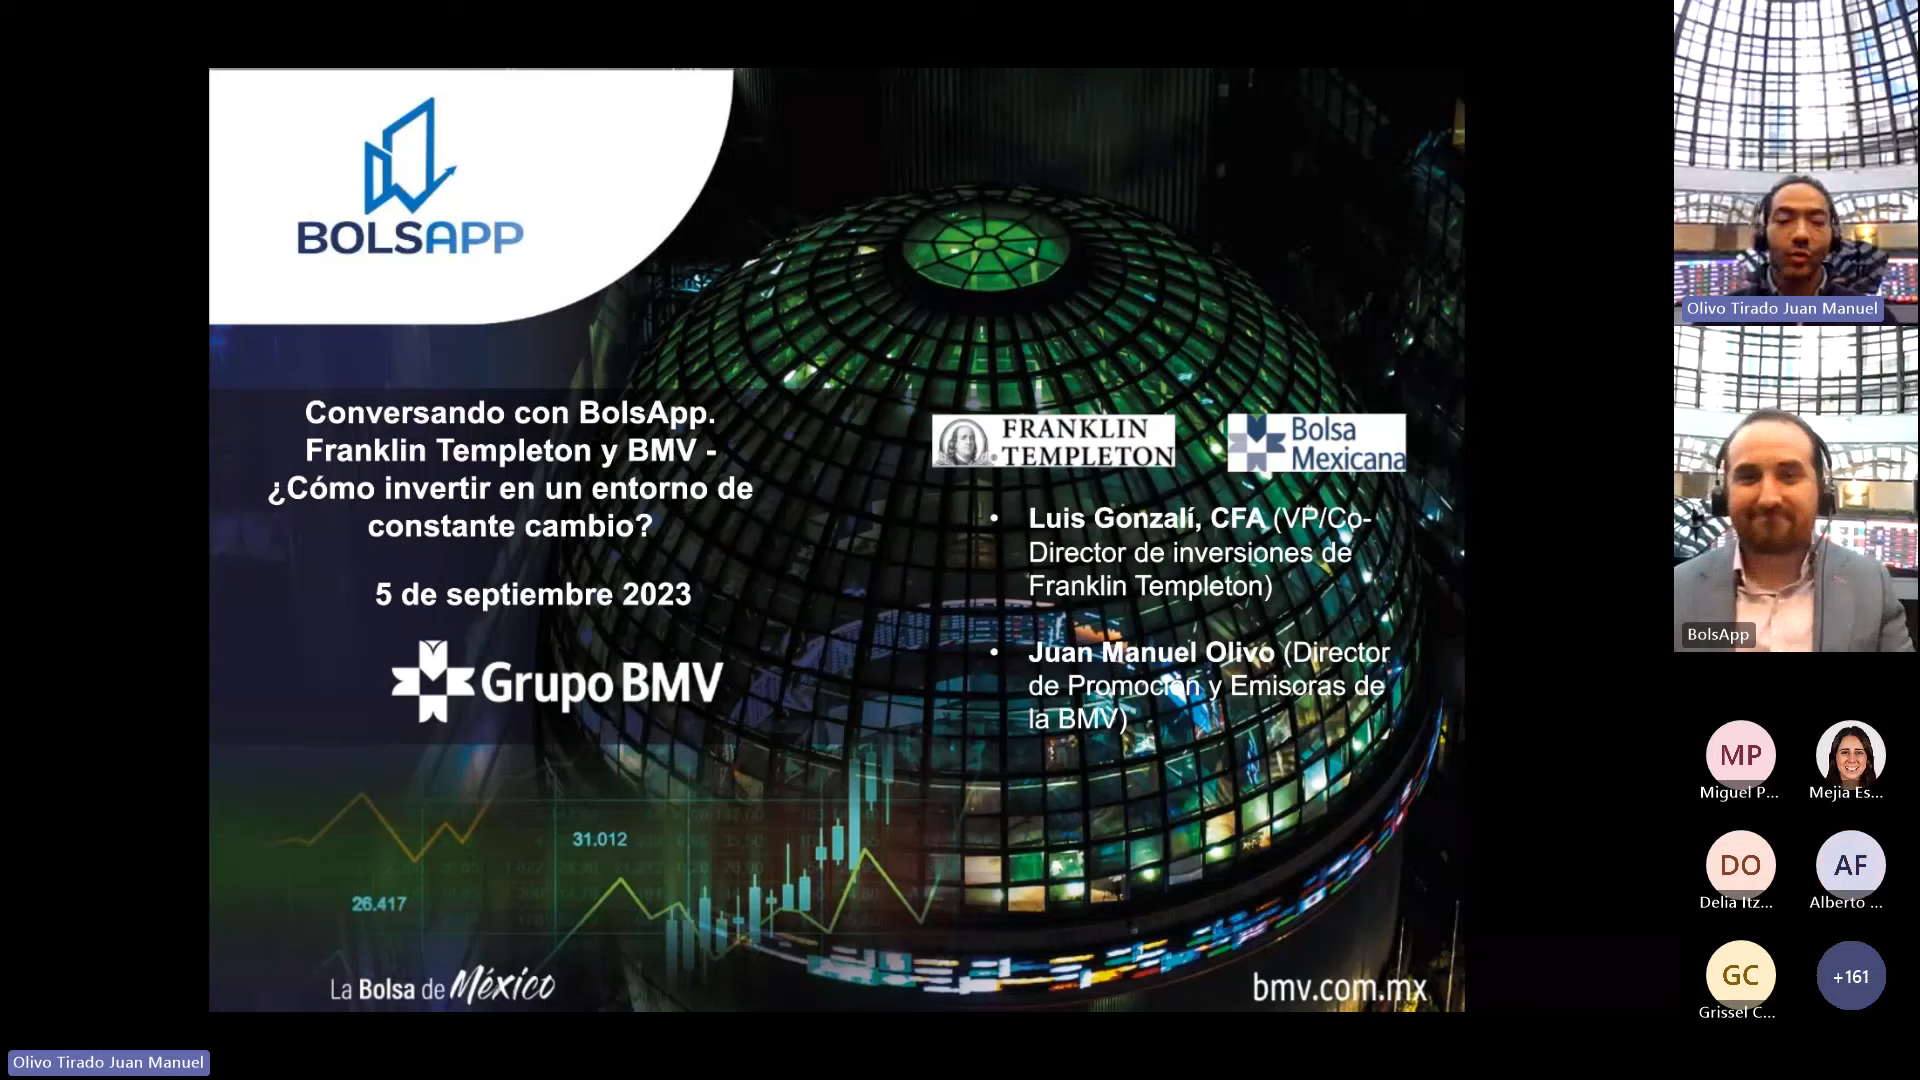 BOLSAPP
Conversando con BolsApp.
Franklin Templeton y BMV -
¿Cómo invertir en un entorno de
constante cambio?
5 de septiembre 2023
Grupo BMV
FRANKLIN
TEMPLETON
Bolsa
Mexicana
• Luis Gonzalí, CFA (VP/Co-
Director de inversiones de
Franklin Templeton)
• Juan Manuel Olivo (Director
de Promoción y Emisoras de
la BMV)
31.012
26.417
La Bolsa de México
bmv.com.mx
Olivo Tirado Juan Manuel
BolsApp
MP
Miguel P...
Mejia Es...
DO
Delia Itz...
AF
Alberto ...
GC
Grissel C...
+161
Olivo Tirado Juan Manuel